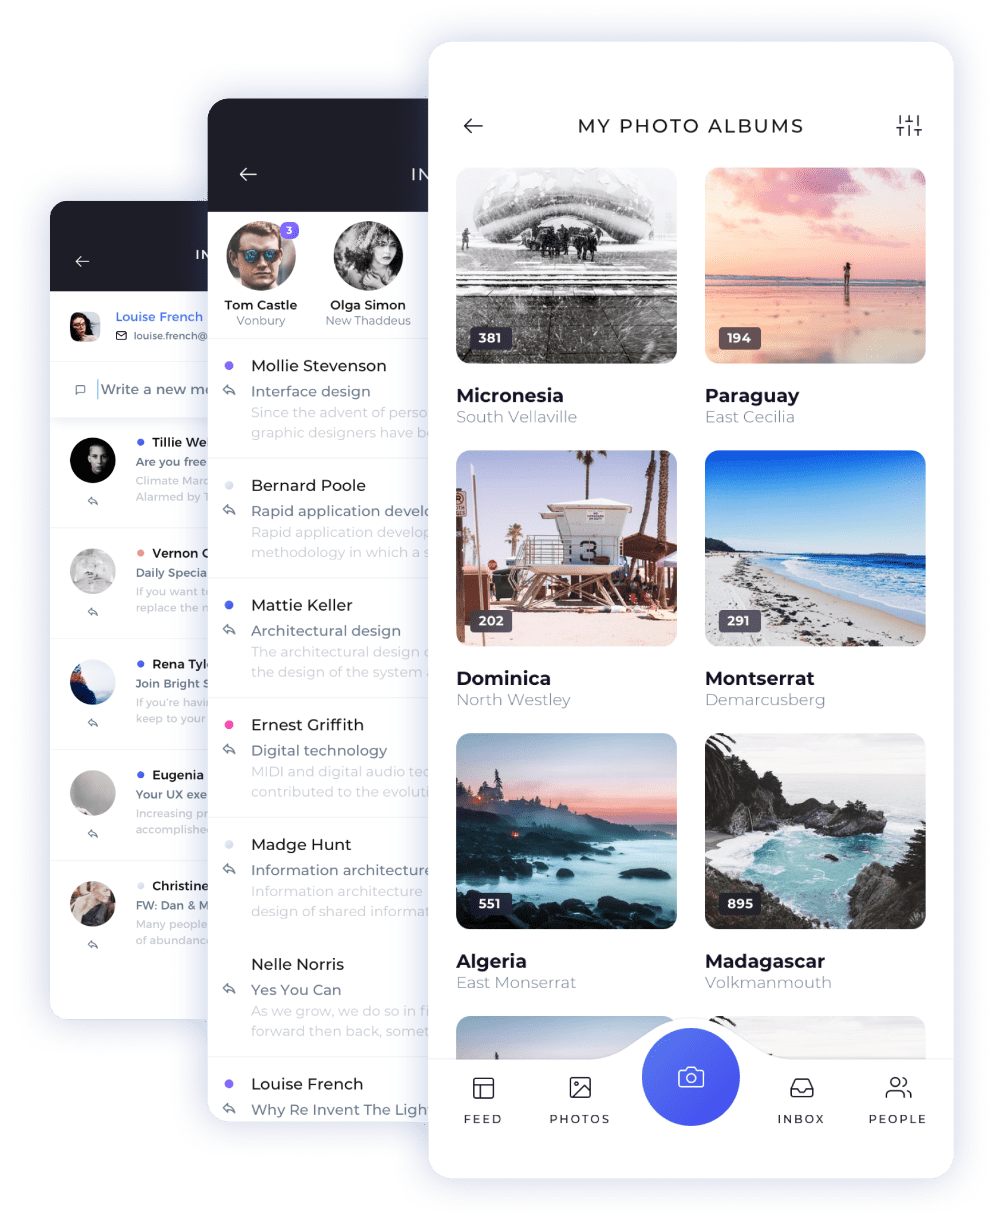 IN
Louise French
louise.french@
Write a new me
Tillie We
Are you free
Climate Marc
Alarmed by T
Vernon G
Daily Specia
If you want to
replace the m
Rena Tyle
Join Bright S
If you're havi
keep to your
Eugenia
Your UX exe
Increasing pr
accomplished
Christine
FW: Dan & M
Many people
of abundance
IN
3
Tom Castle
Vonbury
Olga Simon
New Thaddeus
Mollie Stevenson
Interface design
Since the advent of perso
graphic designers have be
Bernard Poole
Rapid application develo
Rapid application develop
methodology in which a s
Mattie Keller
Architectural design
The architectural design o
the design of the system a
Ernest Griffith
Digital technology
MIDI and digital audio tec
contributed to the evoluti
Madge Hunt
Information architecture
Information architecture
design of shared informat
Nelle Norris
Yes You Can
As we grow, we do so in fi
forward then back, somet
Louise French
Why Re Invent The Ligh
MY PHOTO ALBUMS
381
Micronesia
South Vellaville
194
Paraguay
East Cecilia
3
202
Dominica
North Westley
291
Montserrat
Demarcusberg
551
Algeria
East Monserrat
895
Madagascar
Volkmanmouth
FEED
PHOTOS
INBOX
PEOPLE